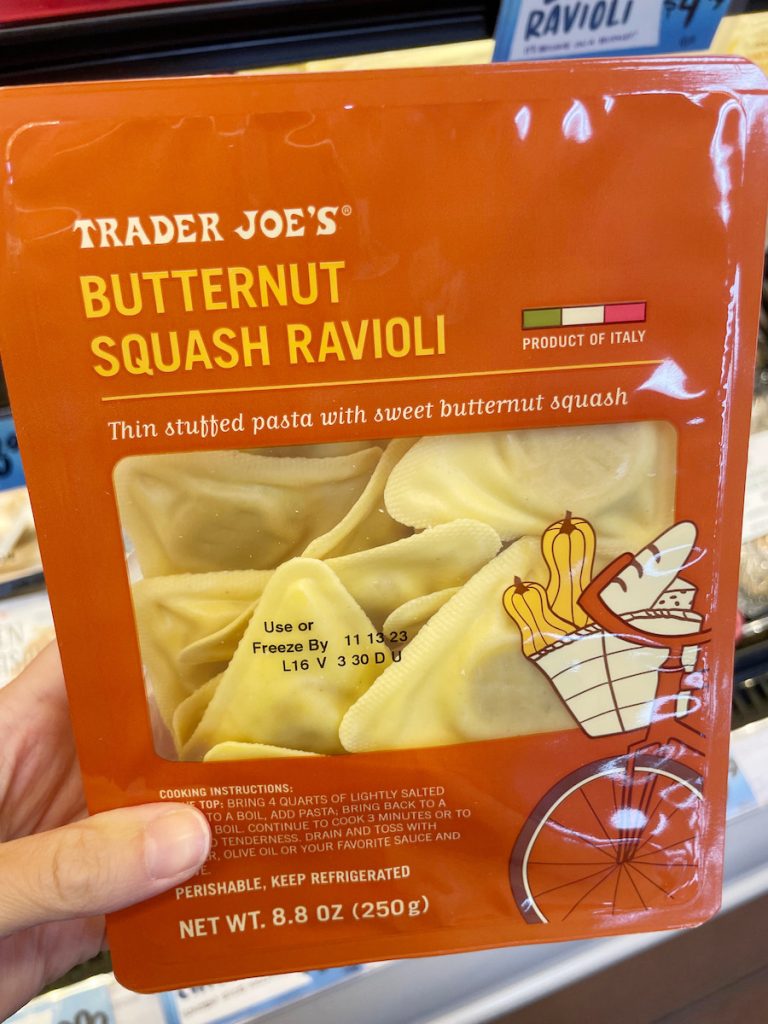 RAVIOLI
TRADER JOE'S®
BUTTERNUT
SQUASH RAVIOLI
PRODUCT OF ITALY
Thin stuffed pasta with sweet butternut squash
Use or
Freeze By 11 13 23
L16 V 3 30 D U
COOKING INSTRUCTIONS:
TOP: BRING 4 QUARTS OF LIGHTLY SALTED
TO A BOIL, ADD PASTA; BRING BACK TO A
BOIL. CONTINUE TO COOK 3 MINUTES OR TO
TENDERNESS. DRAIN AND TOSS WITH
OLIVE OIL OR YOUR FAVORITE SAUCE AND
PERISHABLE, KEEP REFRIGERATED
NET WT. 8.8 OZ (250g)